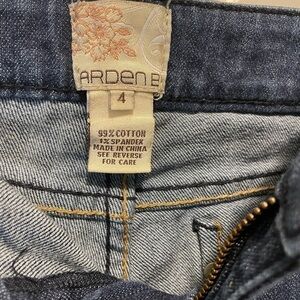 ARDEN B
4
99% COTTON
1% SPANDEX
MADE IN CHINA
SEE REVERSE
FOR CARE